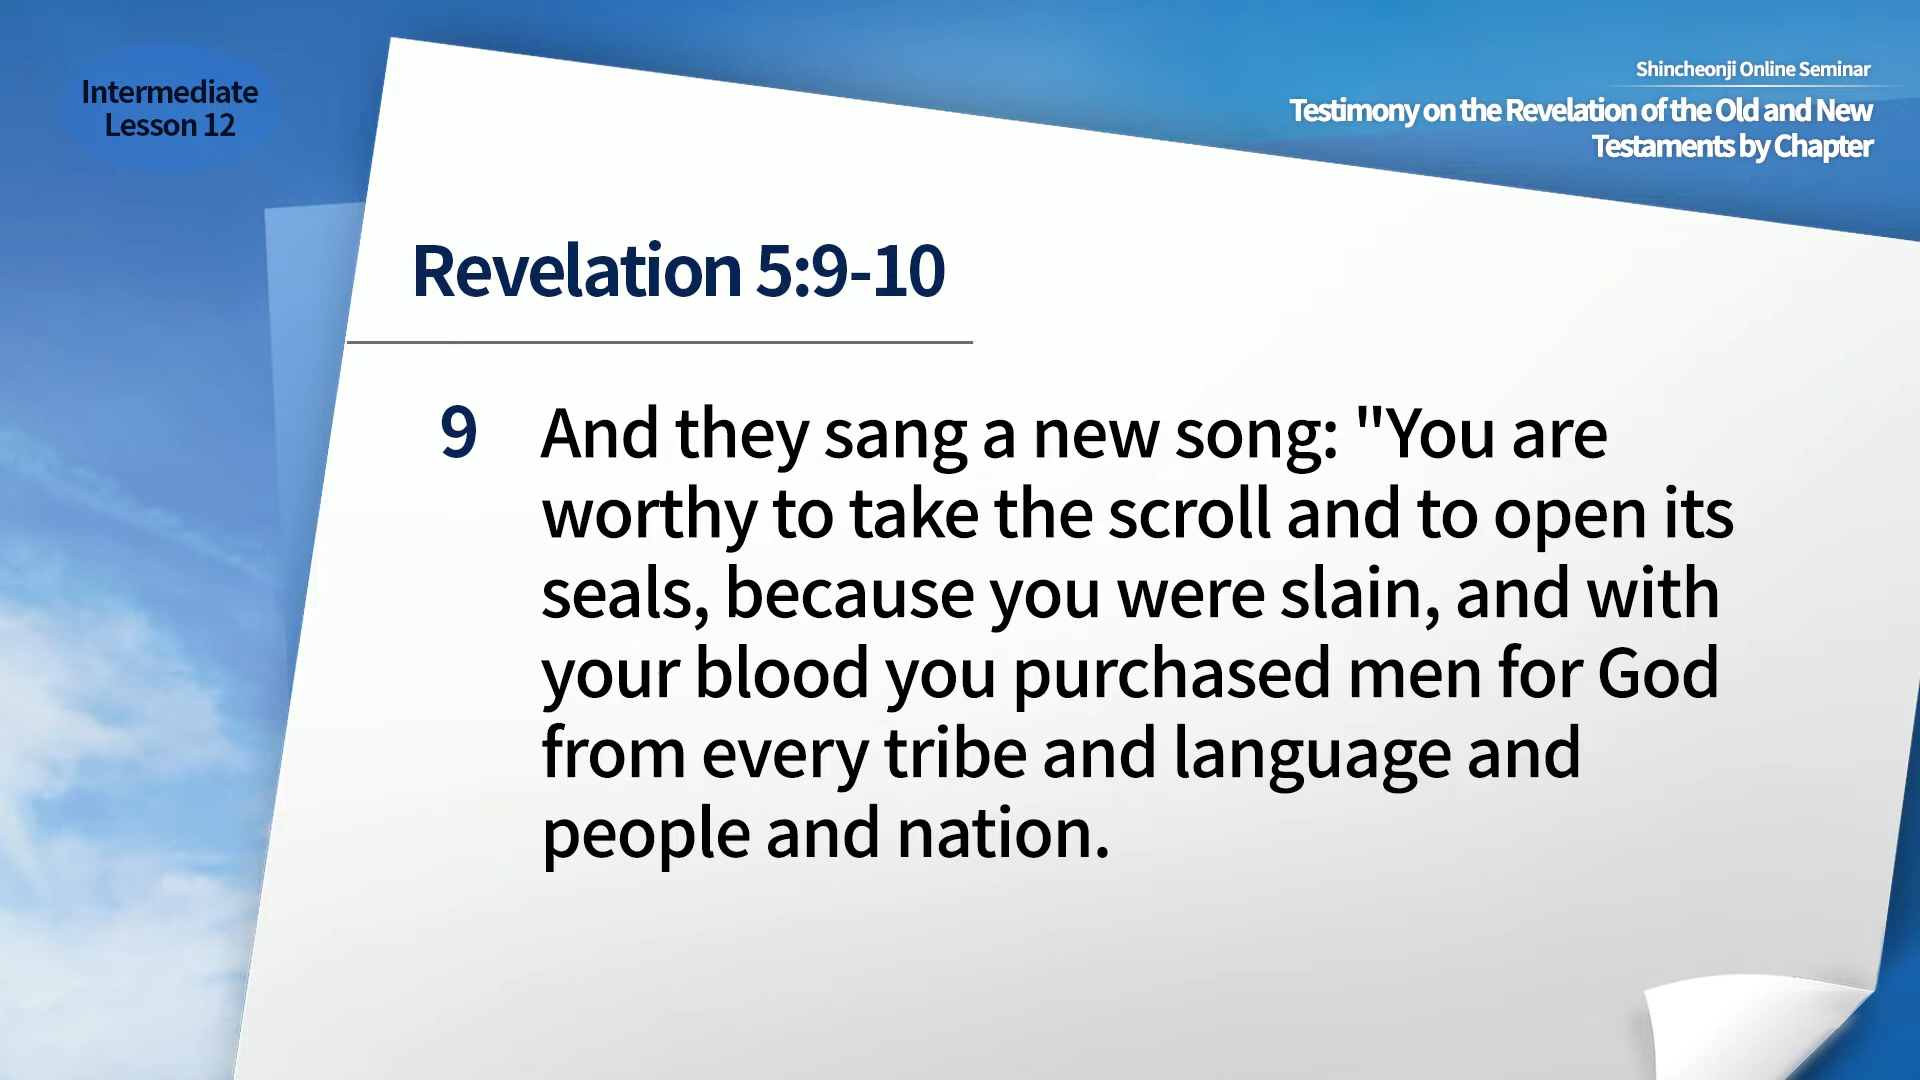 Intermediate
Lesson 12
Shincheonji Online Seminar
Testimony on the Revelation of the Old and New
Testaments by Chapter
Revelation 5:9-10
9 And they sang a new song: "You are
worthy to take the scroll and to open its
seals, because you were slain, and with
your blood you purchased men for God
from every tribe and language and
people and nation.